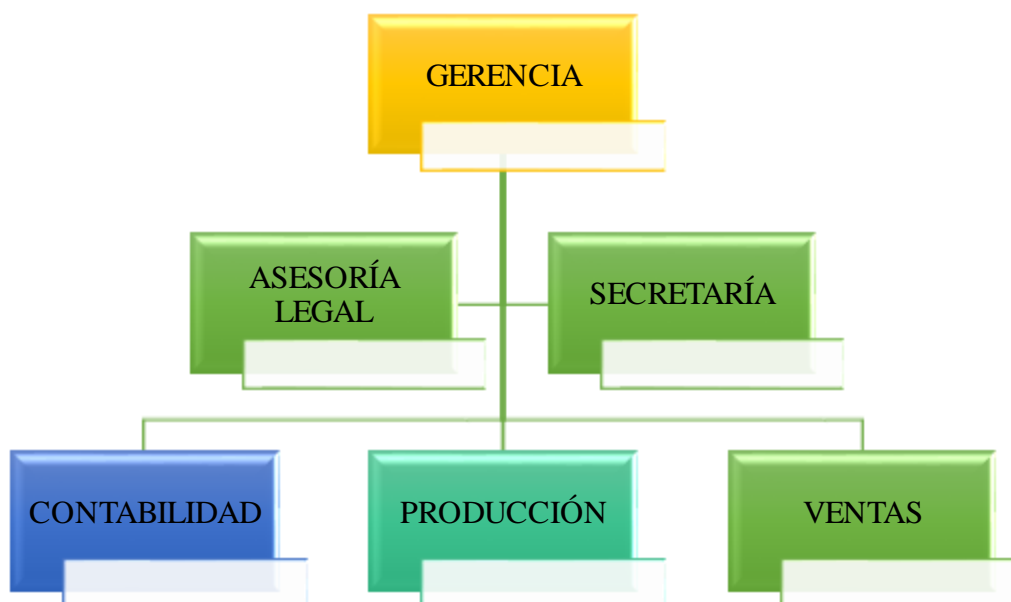 GERENCIA
ASESORÍA
LEGAL
SECRETARÍA
CONTABILIDAD
PRODUCCIÓN
VENTAS